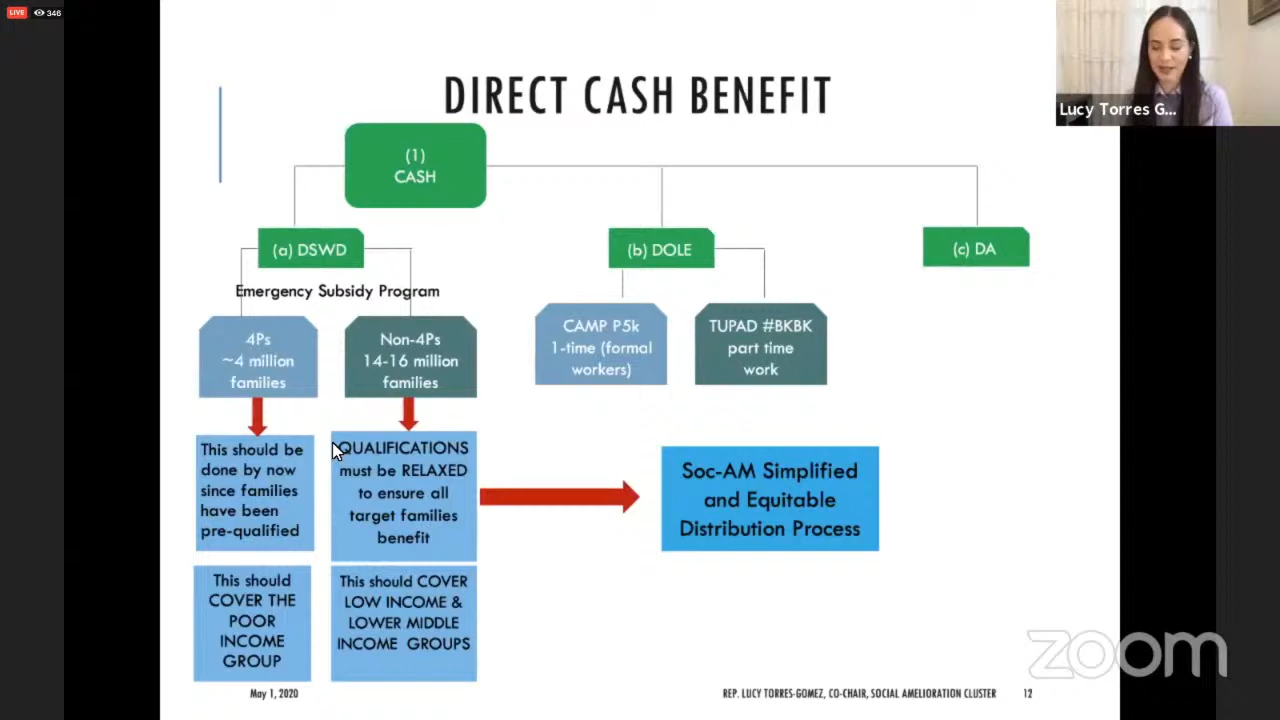 LIVE 346
Lucy Torres G...
DIRECT CASH BENEFIT
(1)
CASH
(a) DSWD
(b) DOLE
(c) DA
Emergency Subsidy Program
4Ps
~4 million
families
Non-4Ps
14-16 million
families
CAMP P5k
1-time (formal
workers)
TUPAD #BKBK
part time
work
This should be
done by now
since families
have been
pre-qualified
QUALIFICATIONS
must be RELAXED
to ensure all
target families
benefit
Soc-AM Simplified
and Equitable
Distribution Process
This should
COVER THE
POOR
INCOME
GROUP
This should COVER
LOW INCOME &
LOWER MIDDLE
INCOME GROUPS
zoom
May 1, 2020
REP. LUCY TORRES-GOMEZ, CO-CHAIR, SOCIAL AMELIORATION CLUSTER
12